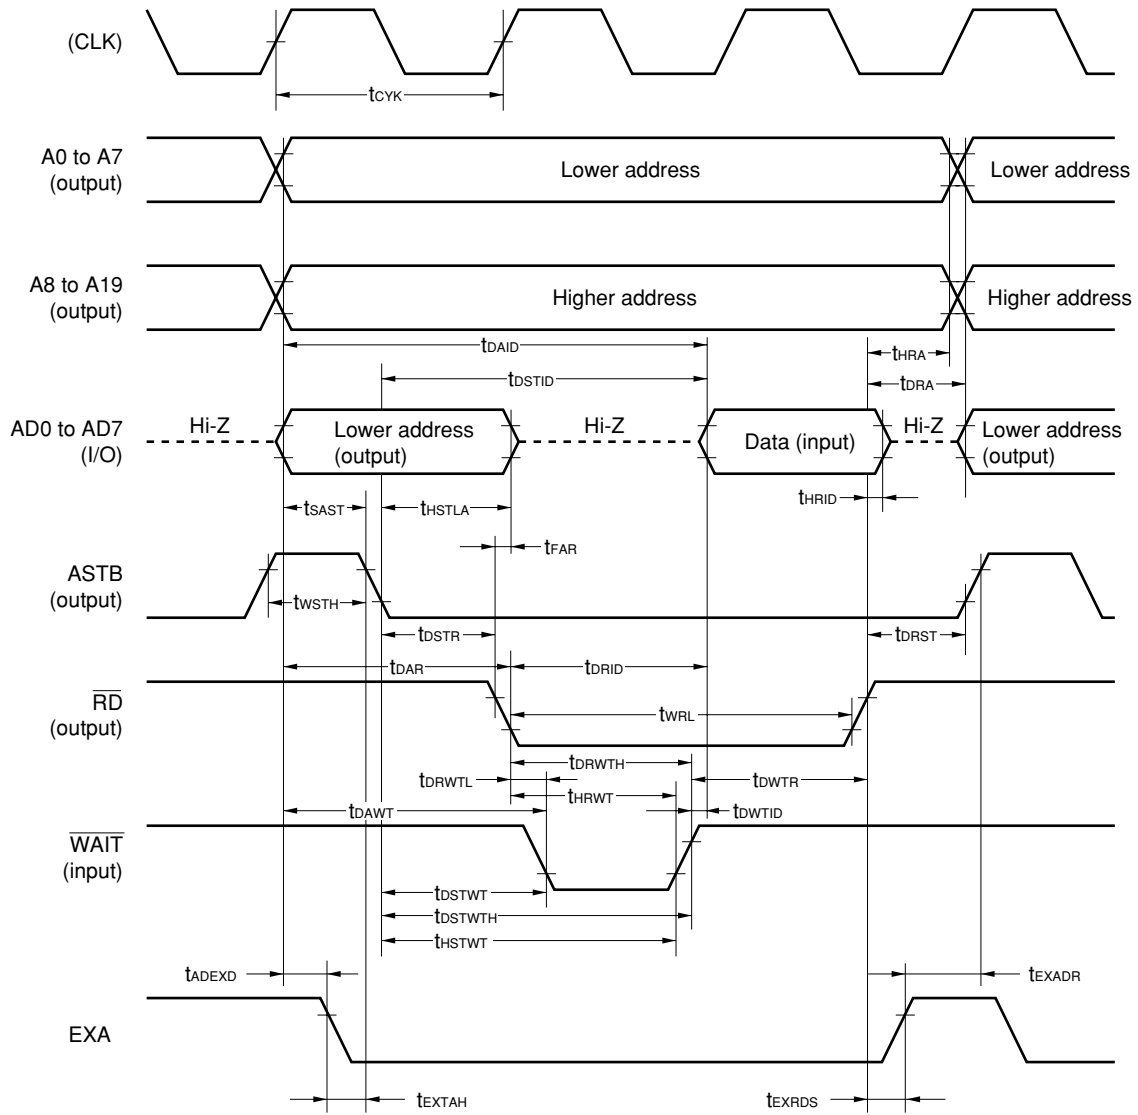 (CLK)
tCYK
A0 to A7
(output)
Lower address
Lower address
A8 to A19
(output)
Higher address
Higher address
tDAID
tHRA
tDSTID
tDRA
AD0 to AD7
(I/O)
Hi-Z
Lower address
(output)
Hi-Z
Data (input)
Hi-Z
Lower address
(output)
tSAST
tHSTLA
tHRID
tFAR
ASTB
(output)
tWSTH
tDSTR
tDRST
tDAR
tDRID
RD
(output)
tWRL
tDRWTH
tDRWTL
tDWTR
tHRWT
tDAWT
tDWTID
WAIT
(input)
tDSTWT
tDSTWTH
tHSTWT
tADEXD
tEXADR
EXA
tEXTAH
tEXRDS